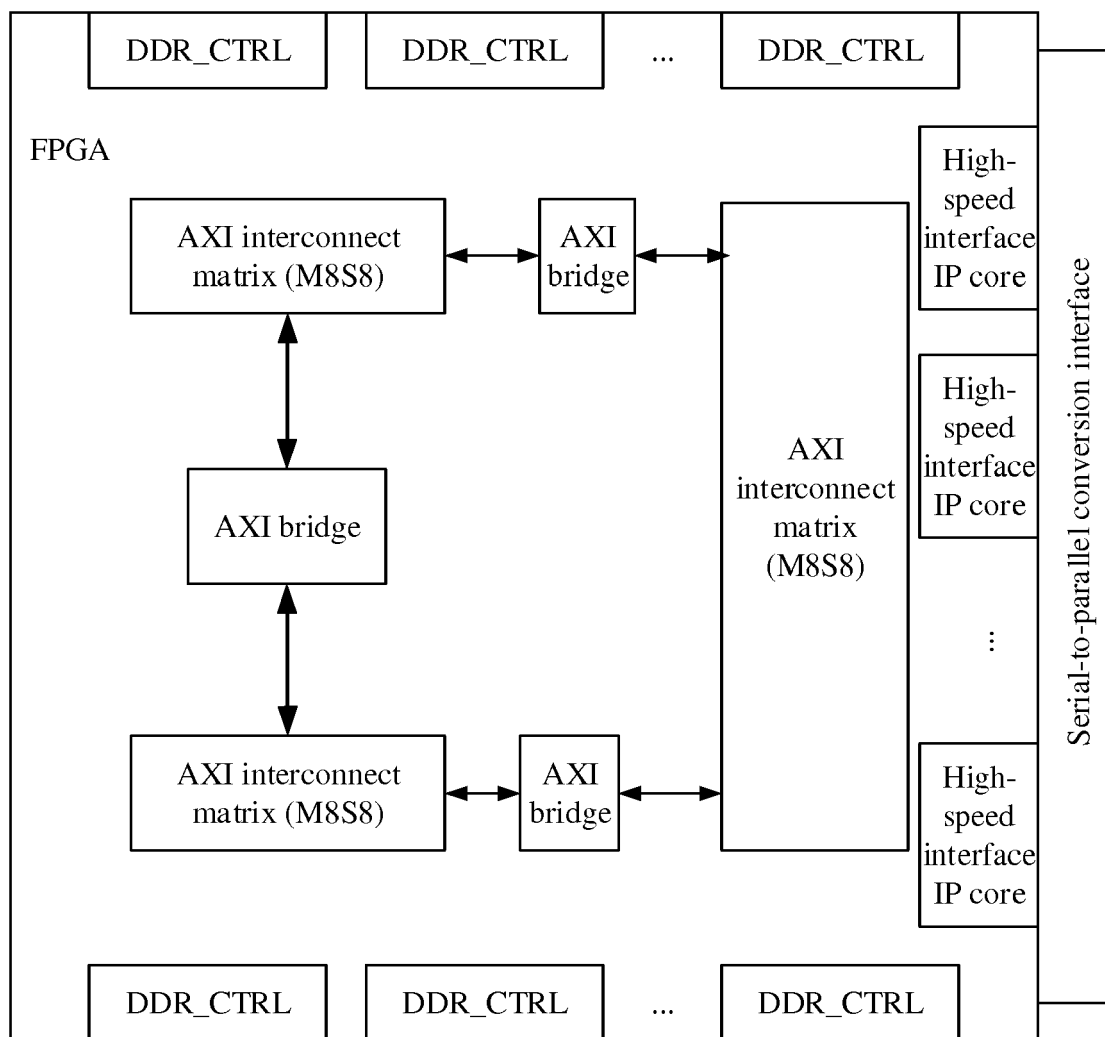 DDR_CTRL
DDR_CTRL
...
DDR_CTRL
FPGA
High-
speed
interface
IP core
AXI interconnect
matrix (M8S8)
AXI
bridge
High-
speed
interface
IP core
AXI
interconnect
matrix
(M8S8)
AXI bridge
...
Serial-to-parallel conversion interface
AXI interconnect
matrix (M8S8)
AXI
bridge
High-
speed
interface
IP core
DDR_CTRL
DDR_CTRL
...
DDR_CTRL